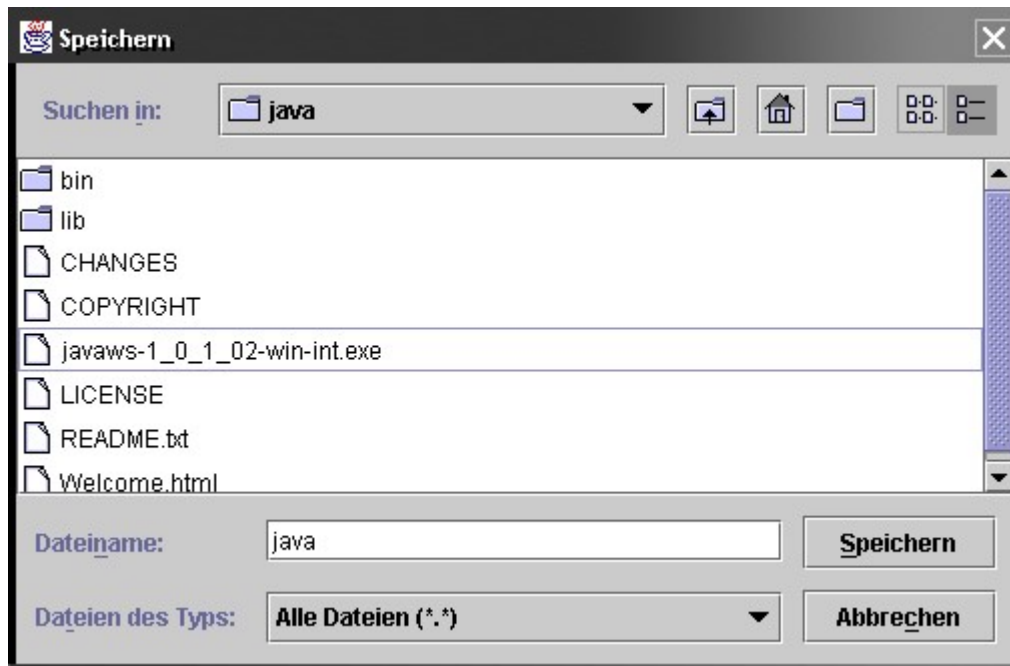 Speichern
Suchen in:
java
bin
lib
CHANGES
COPYRIGHT
javaws-1_0_1_02-win-int.exe
LICENSE
README.txt
Welcome.html
Dateiname:
java
Speichern
Dateien des Typs:
Alle Dateien (*.*)
Abbrechen